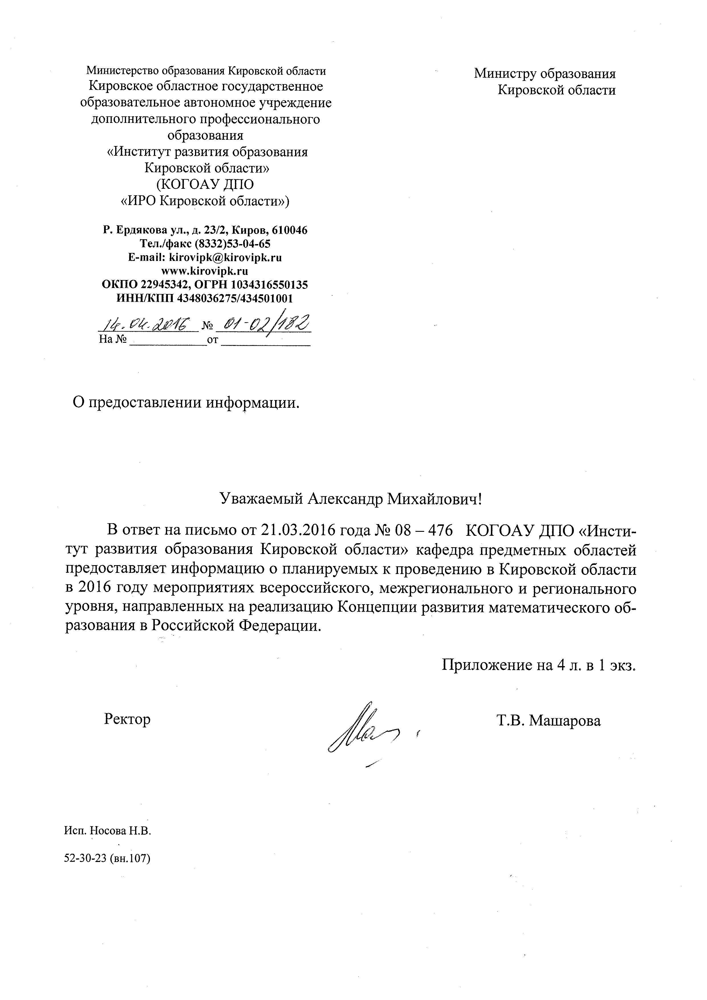 Министерство образования Кировской области
Кировское областное государственное
образовательное автономное учреждение
дополнительного профессионального
образования
«Институт развития образования
Кировской области»
(КОГОАУ ДПО
«ИРО Кировской области»)
Р. Ердякова ул., д. 23/2, Киров, 610046
Тел./факс (8332)53-04-65
E-mail: kirovipk@kirovipk.ru
www.kirovipk.ru
ОКПО 22945342, ОГРН 1034316550135
ИНН/КПП 4348036275/434501001
14.04.2016 № 01-02/182
На № ____________ от ______________
Министру образования
Кировской области
О предоставлении информации.
Уважаемый Александр Михайлович!
В ответ на письмо от 21.03.2016 года № 08 – 476 КОГОАУ ДПО «Инсти-
тут развития образования Кировской области» кафедра предметных областей
предоставляет информацию о планируемых к проведению в Кировской области
в 2016 году мероприятиях всероссийского, межрегионального и регионального
уровня, направленных на реализацию Концепции развития математического об-
разования в Российской Федерации.
Приложение на 4 л. в 1 экз.
Ректор Т.В. Машарова
Исп. Носова Н.В.
52-30-23 (вн.107)